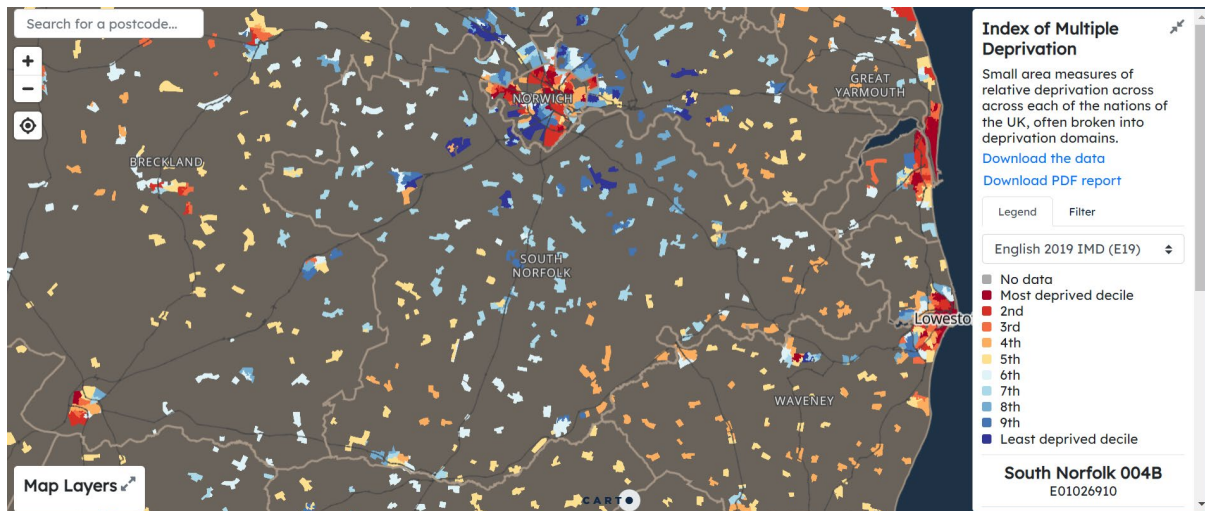 Search for a postcode...
+
−
BRECKLAND
NORWICH
GREAT
YARMOUTH
SOUTH
NORFOLK
Lowesto
WAVENEY
Map Layers
CARTO
Index of Multiple
Deprivation
Small area measures of
relative deprivation across
across each of the nations of
the UK, often broken into
deprivation domains.
Download the data
Download PDF report
Legend Filter
English 2019 IMD (E19)
No data
Most deprived decile
2nd
3rd
4th
5th
6th
7th
8th
9th
Least deprived decile
South Norfolk 004B
E01026910